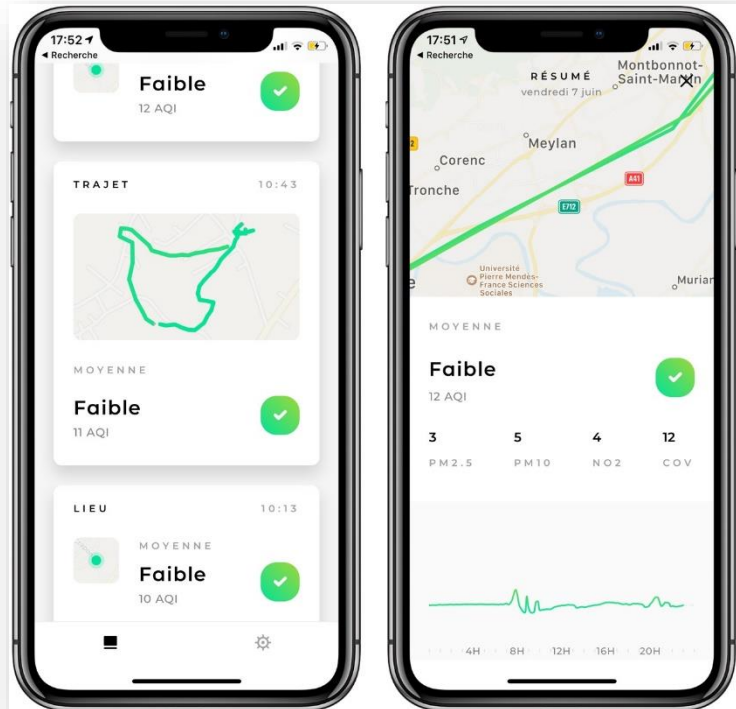 17:52
◀ Recherche
Faible
12 AQI
TRAJET 10:43
MOYENNE
Faible
11 AQI
LIEU 10:13
MOYENNE
Faible
10 AQI
17:51
◀ Recherche
RÉSUMÉ
vendredi 7 juin
Montbonnot-
Saint-Martin
Meylan
Corenc
Tronche
A41
E712
Université
Pierre Mendes-
France Sciences
Sociales
Murian
MOYENNE
Faible
12 AQI
3 5 4 12
PM2.5 PM10 NO2 COV
4H 8H 12H 16H 20H